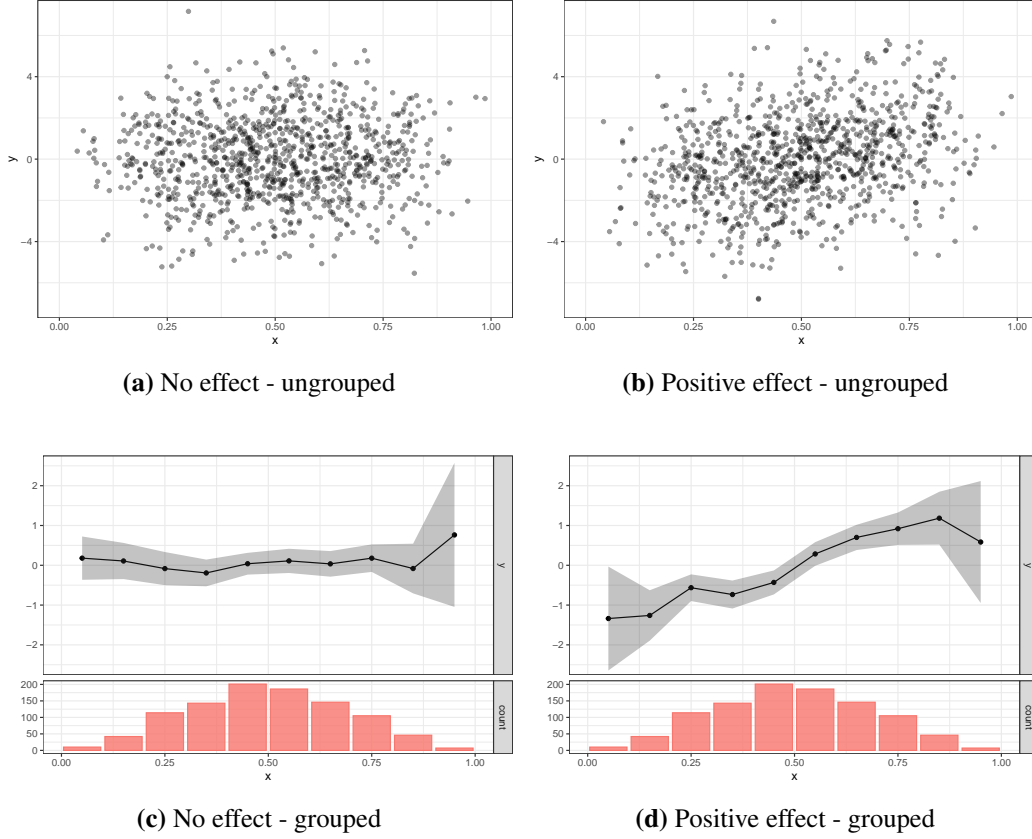 4
0
−4
y
0.00 0.25 0.50 0.75 1.00
x
(a) No effect - ungrouped
4
0
−4
y
0.00 0.25 0.50 0.75 1.00
x
(b) Positive effect - ungrouped
2
1
0
−1
−2
y
200
150
100
50
0
count
0.00 0.25 0.50 0.75 1.00
x
(c) No effect - grouped
2
1
0
−1
−2
y
200
150
100
50
0
count
0.00 0.25 0.50 0.75 1.00
x
(d) Positive effect - grouped